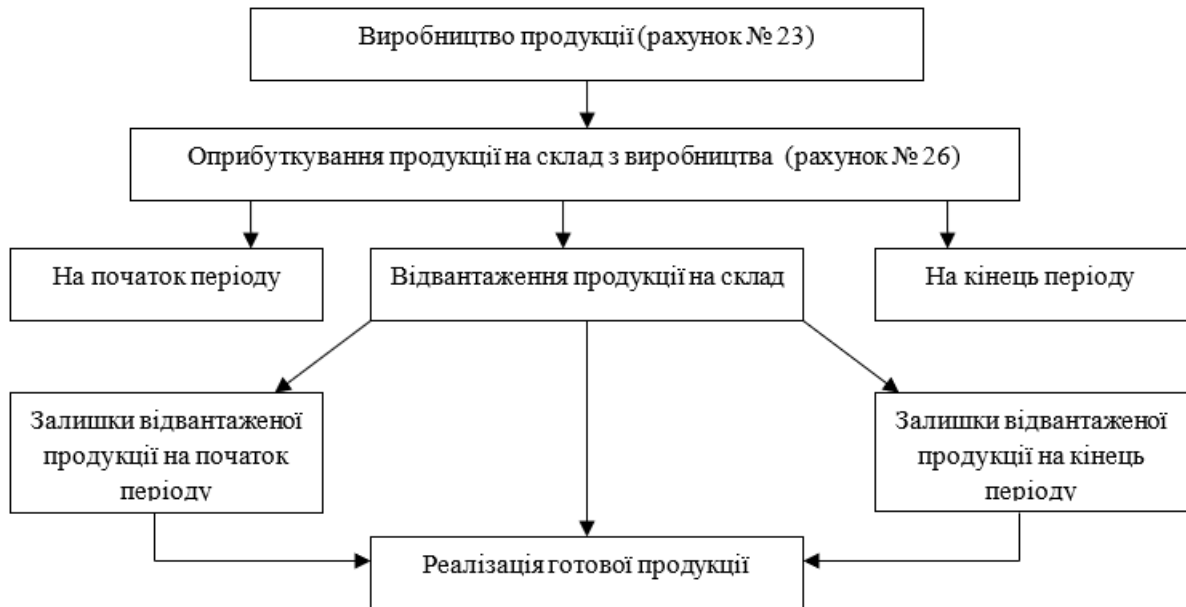 Виробництво продукції (рахунок № 23)
Оприбуткування продукції на склад з виробництва (рахунок № 26)
На початок періоду
Відвантаження продукції на склад
На кінець періоду
Залишки відвантаженої
продукції на початок
періоду
Залишки відвантаженої
продукції на кінець
періоду
Реалізація готової продукції